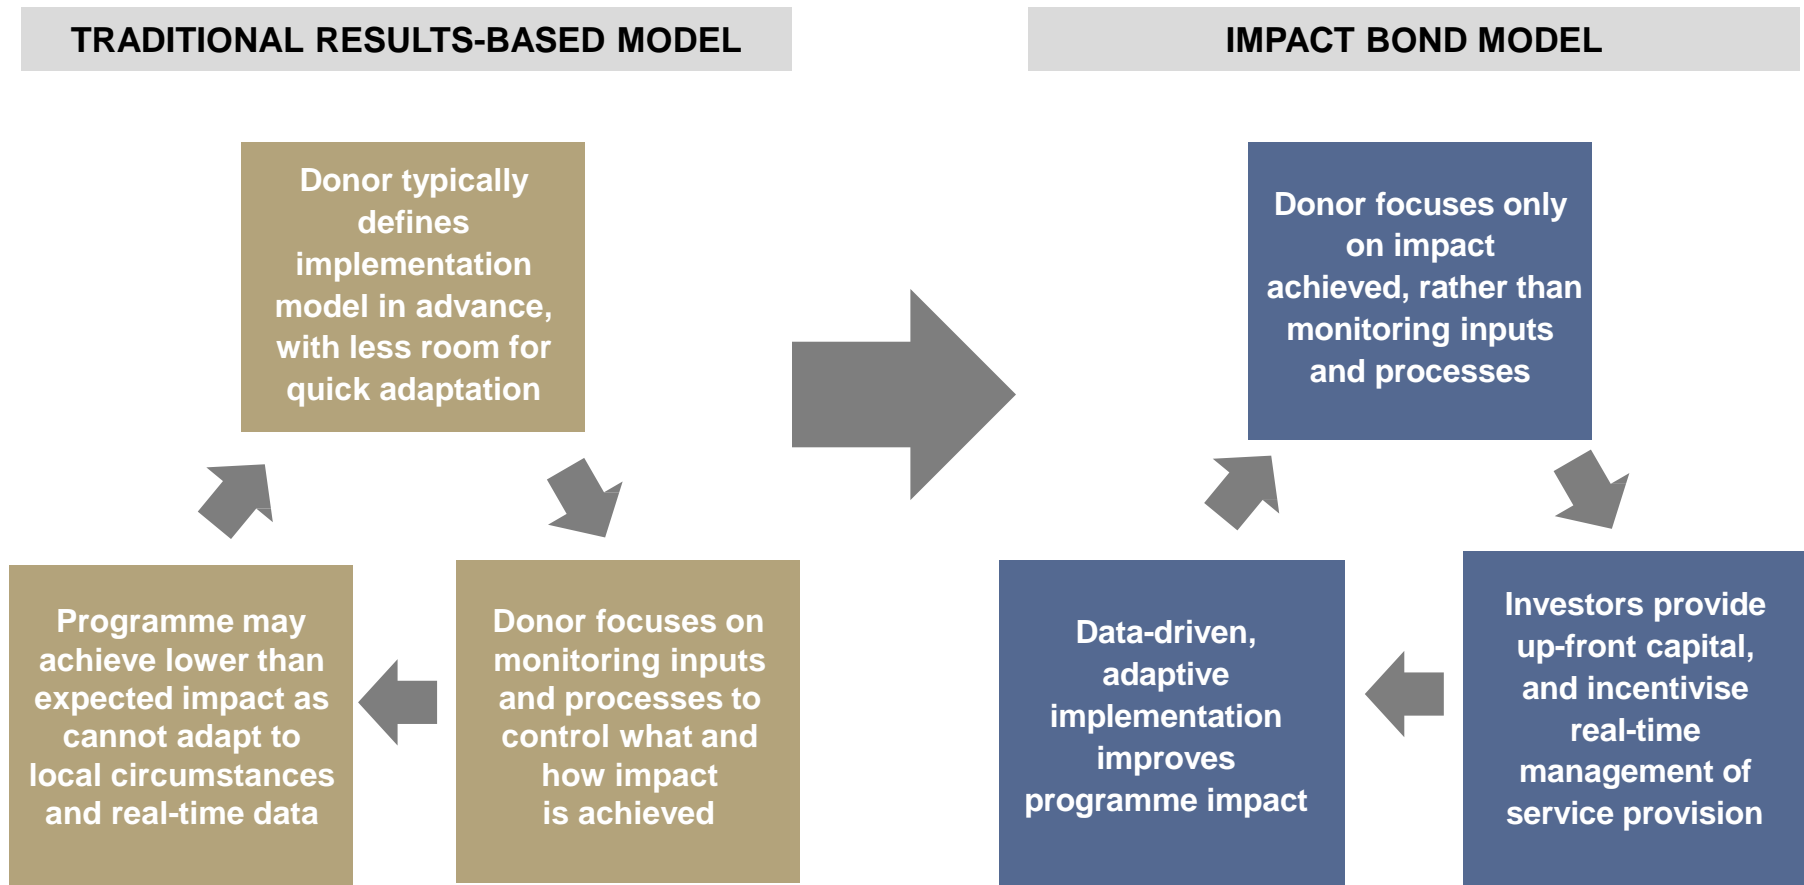 TRADITIONAL RESULTS-BASED MODEL
IMPACT BOND MODEL
Donor typically
defines
implementation
model in advance,
with less room for
quick adaptation
Donor focuses only
on impact
achieved, rather than
monitoring inputs
and processes
Programme may
achieve lower than
expected impact as
cannot adapt to
local circumstances
and real-time data
Donor focuses on
monitoring inputs
and processes to
control what and
how impact
is achieved
Data-driven,
adaptive
implementation
improves
programme impact
Investors provide
up-front capital,
and incentivise
real-time
management of
service provision